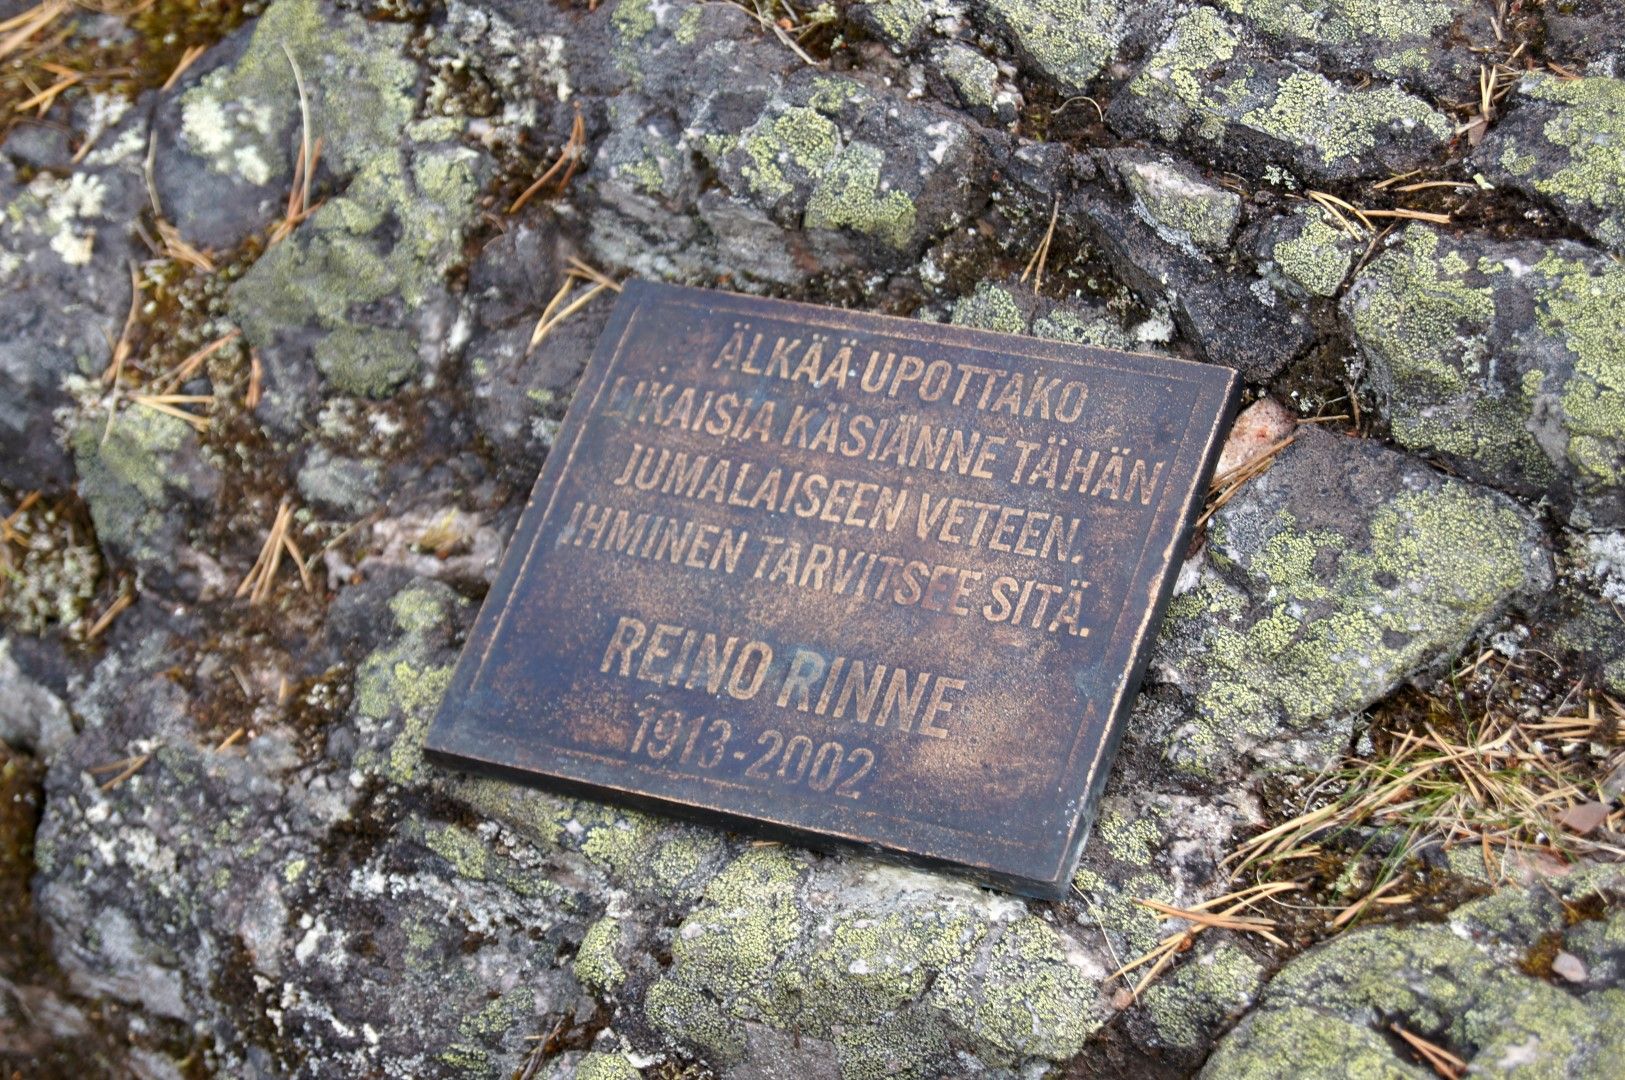 ÄLKÄÄ UPOTTAKO
LIKAISIA KÄSIÄNNE TÄHÄN
JUMALAISEEN VETEEN,
IHMINEN TARVITSEE SITÄ.
REINO RINNE
1913-2002